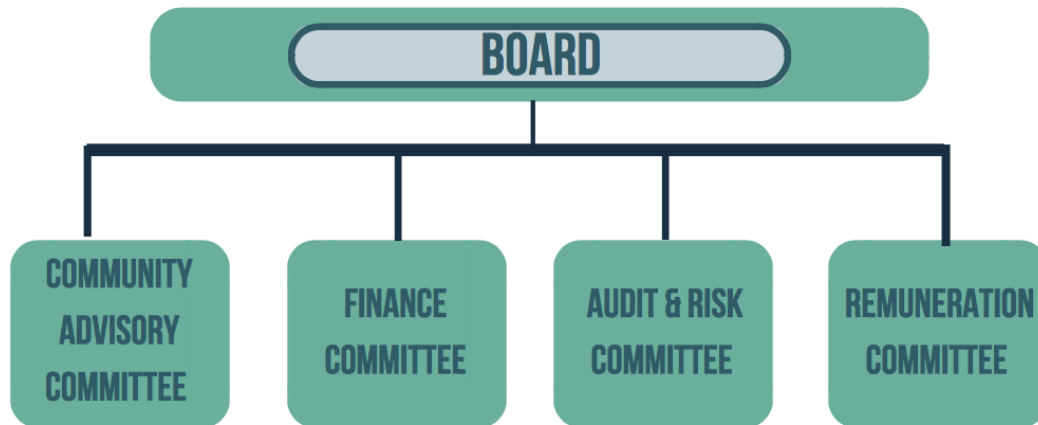 BOARD
COMMUNITY
ADVISORY
COMMITTEE
FINANCE
COMMITTEE
AUDIT & RISK
COMMITTEE
REMUNERATION
COMMITTEE